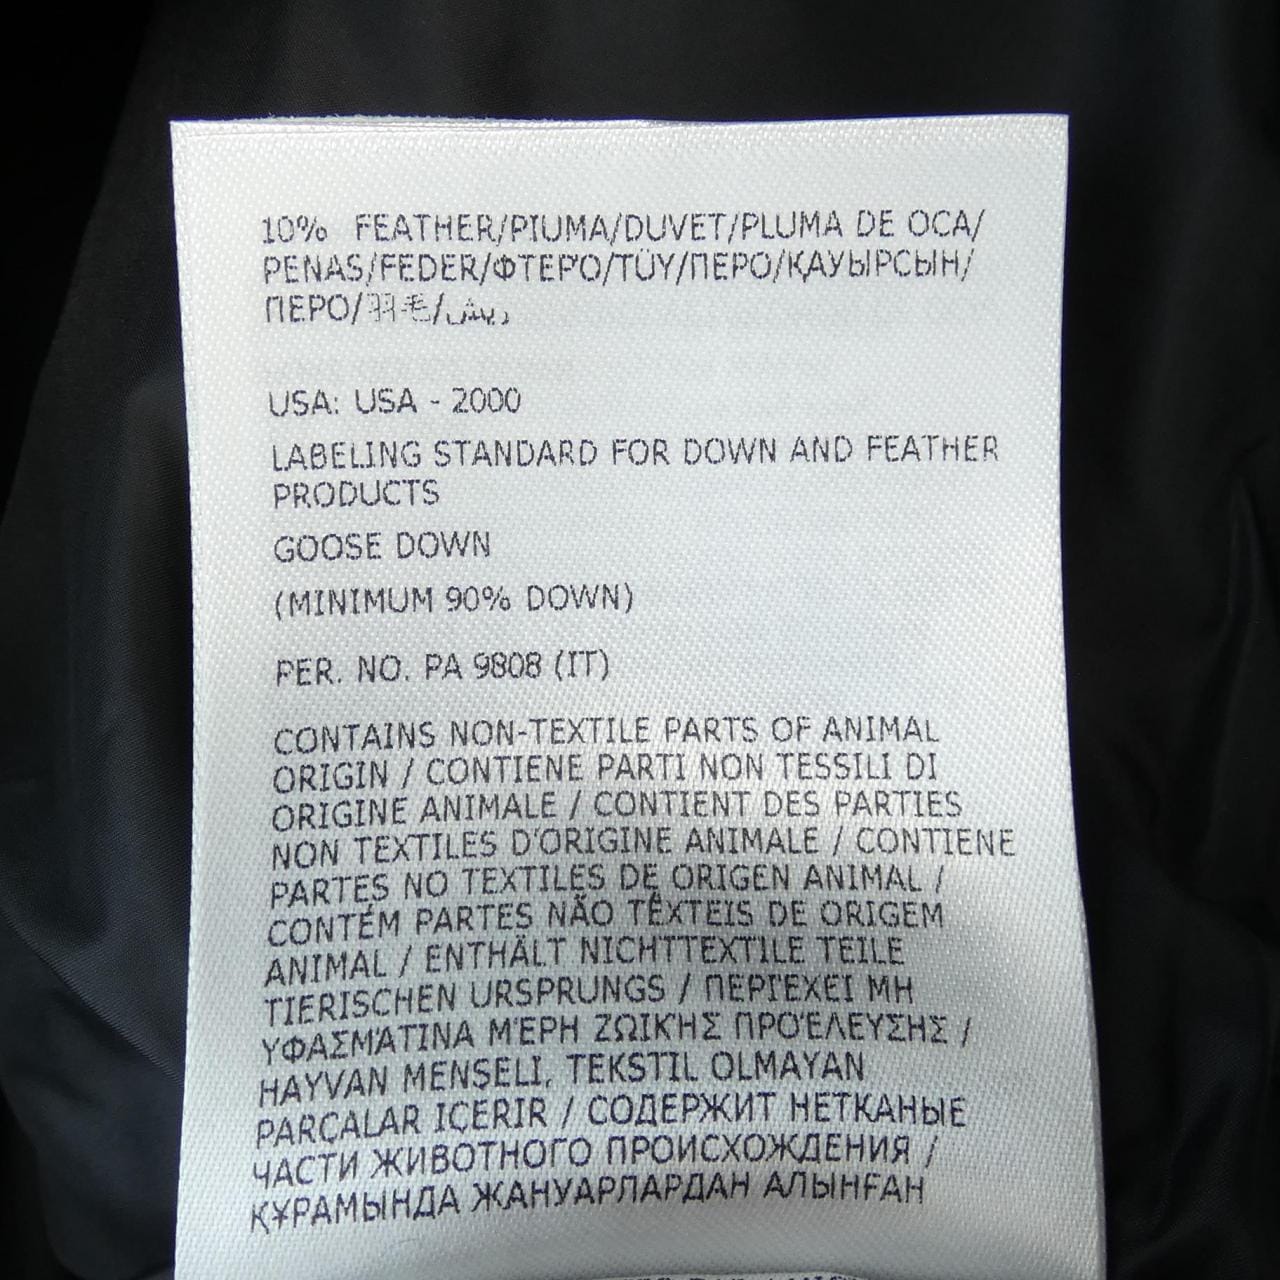 10% FEATHER/PIUMA/DUVET/PLUMA DE OCA/
PENAS/FEDER/ΦΤΕΡΌ/TÜY/ПЕРО/ҚАУЫРСЫН/
ПЕРО/羽毛/ريش
USA: USA - 2000
LABELING STANDARD FOR DOWN AND FEATHER
PRODUCTS
GOOSE DOWN
(MINIMUM 90% DOWN)
PER. NO. PA 9808 (IT)
CONTAINS NON-TEXTILE PARTS OF ANIMAL
ORIGIN / CONTIENE PARTI NON TESSILI DI
ORIGINE ANIMALE / CONTIENT DES PARTIES
NON TEXTILES D'ORIGINE ANIMALE / CONTIENE
PARTES NO TEXTILES DE ORIGEN ANIMAL /
CONTÉM PARTES NÃO TÊXTEIS DE ORIGEM
ANIMAL / ENTHÄLT NICHTTEXTILE TEILE
TIERISCHEN URSPRUNGS / ΠΕΡΙΈΧΕΙ ΜΗ
ΥΦΑΣΜΆΤΙΝΑ ΜΈΡΗ ΖΩΙΚΉΣ ΠΡΟΈΛΕΥΣΗΣ /
HAYVAN MENŞELİ, TEKSTİL OLMAYAN
PARÇALAR İÇERİR / СОДЕРЖИТ НЕТКАНЫЕ
ЧАСТИ ЖИВОТНОГО ПРОИСХОЖДЕНИЯ /
ҚҰРАМЫНДА ЖАНУАРЛАРДАН АЛЫНҒАН